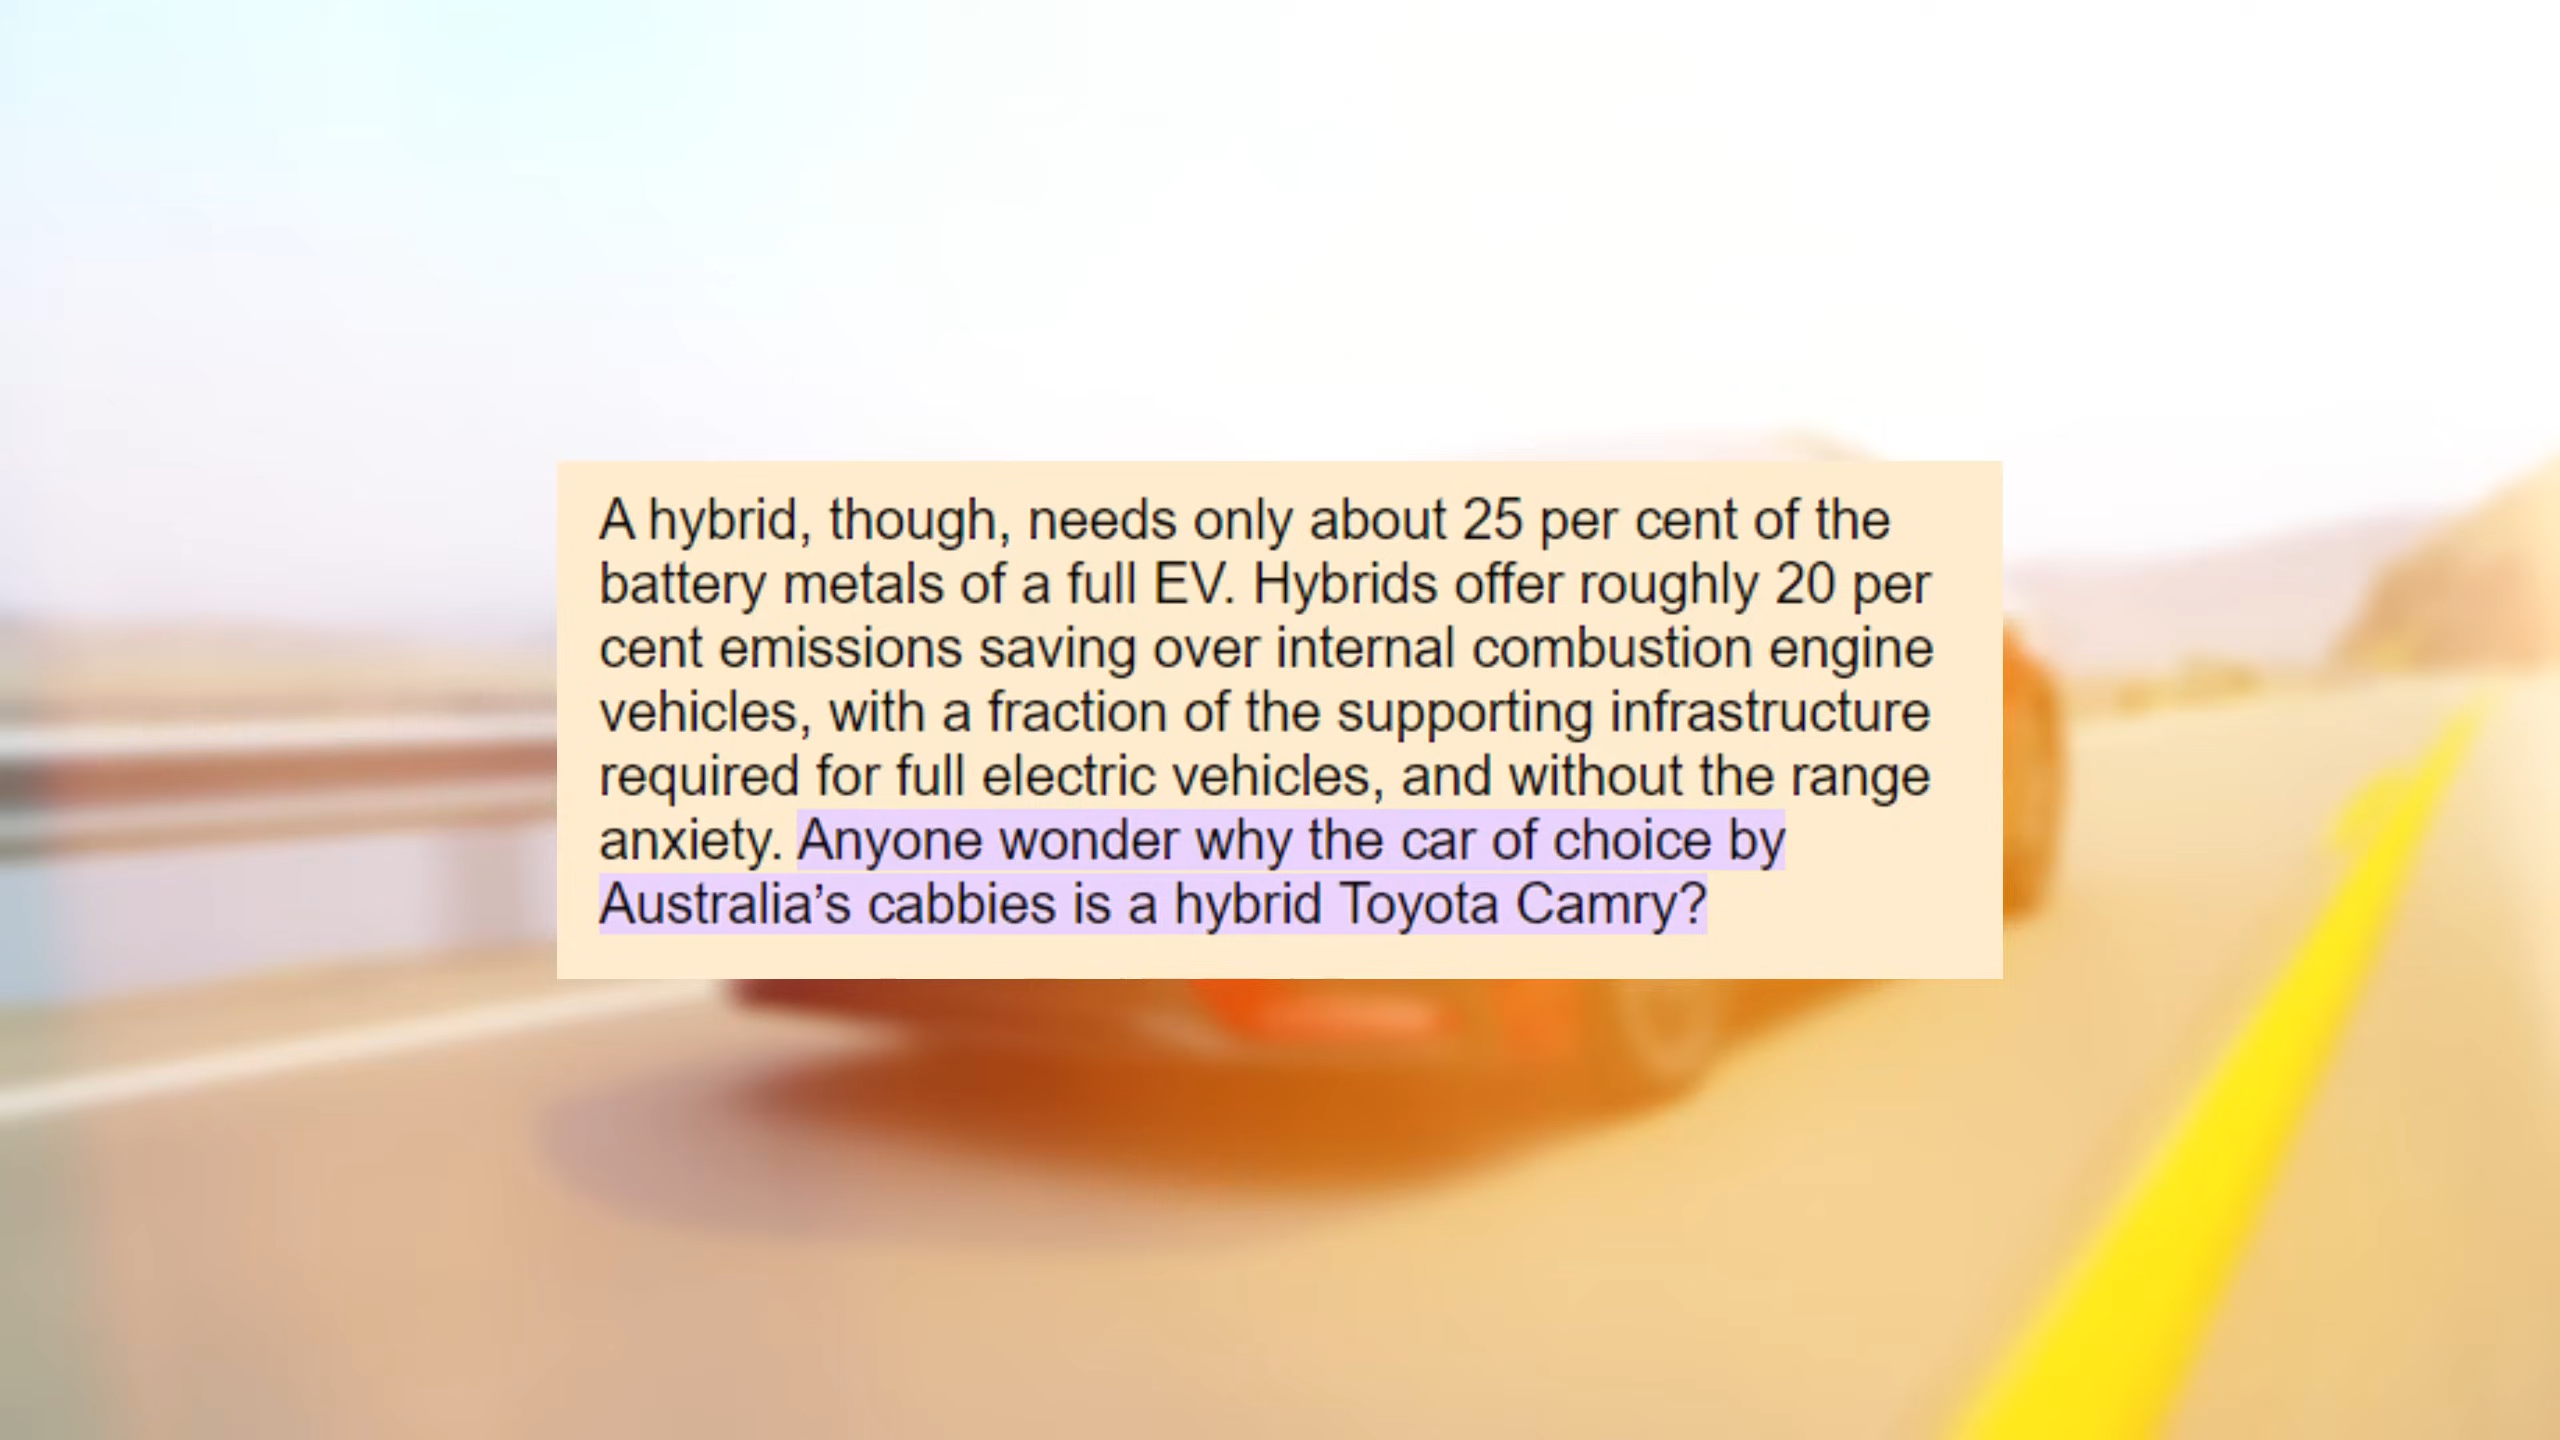 A hybrid, though, needs only about 25 per cent of the
battery metals of a full EV. Hybrids offer roughly 20 per
cent emissions saving over internal combustion engine
vehicles, with a fraction of the supporting infrastructure
required for full electric vehicles, and without the range
anxiety. Anyone wonder why the car of choice by
Australia’s cabbies is a hybrid Toyota Camry?